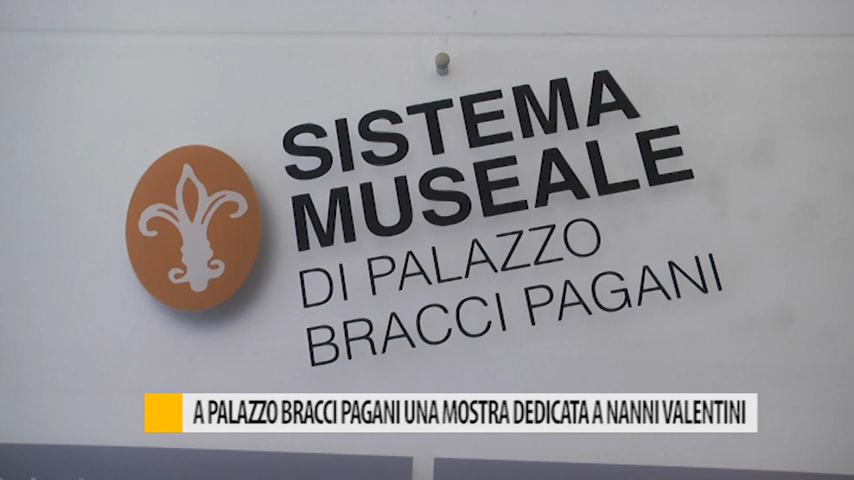 SISTEMA
MUSEALE
DI PALAZZO
BRACCI PAGANI
A PALAZZO BRACCI PAGANI UNA MOSTRA DEDICATA A NANNI VALENTINI